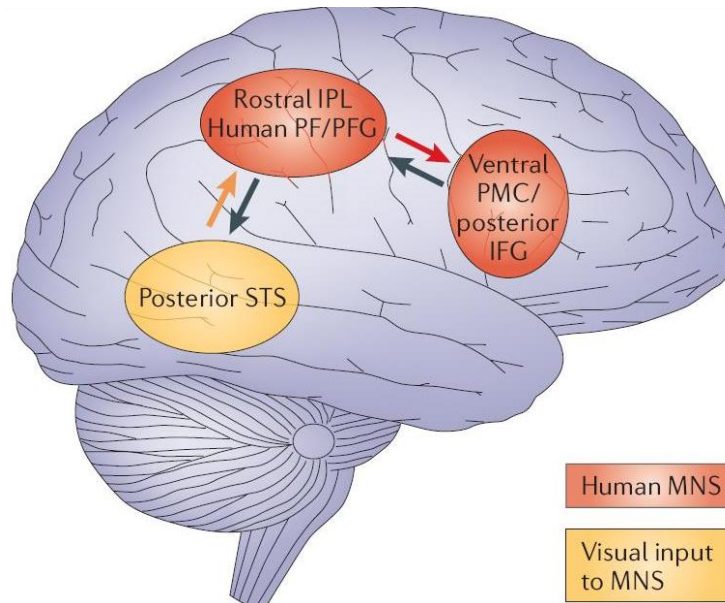 Rostral IPL
Human PF/PFG
Ventral
PMC/
posterior
IFG
Posterior STS
Human MNS
Visual input
to MNS